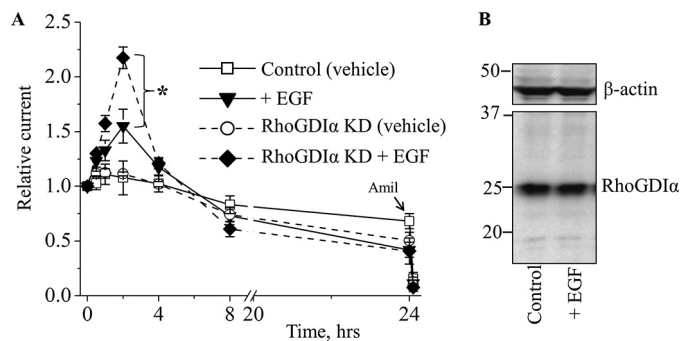 A
B
2.5
2.0
1.5
1.0
0.5
0.0
Relative current
Control (vehicle)
+ EGF
RhoGDIα KD (vehicle)
RhoGDIα KD + EGF
*
Amil
0
2
4
6
8
20
24
Time, hrs
50
37
25
20
β-actin
RhoGDIα
Control
+ EGF